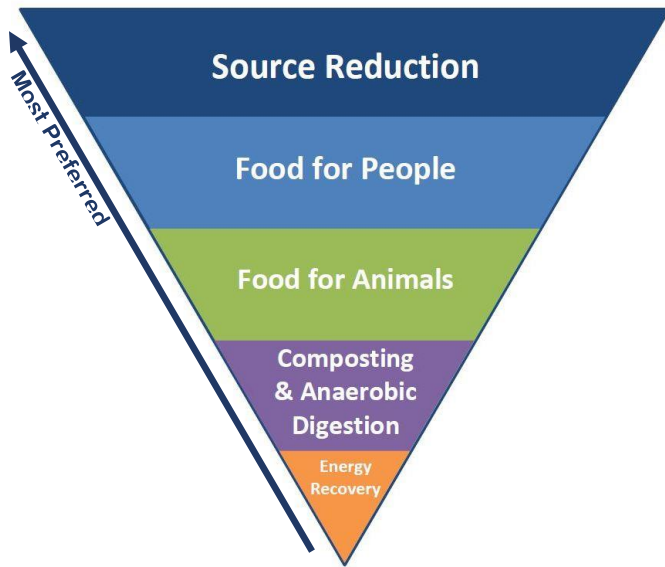 Source Reduction
Most Preferred
Food for People
Food for Animals
Composting
& Anaerobic
Digestion
Energy
Recovery